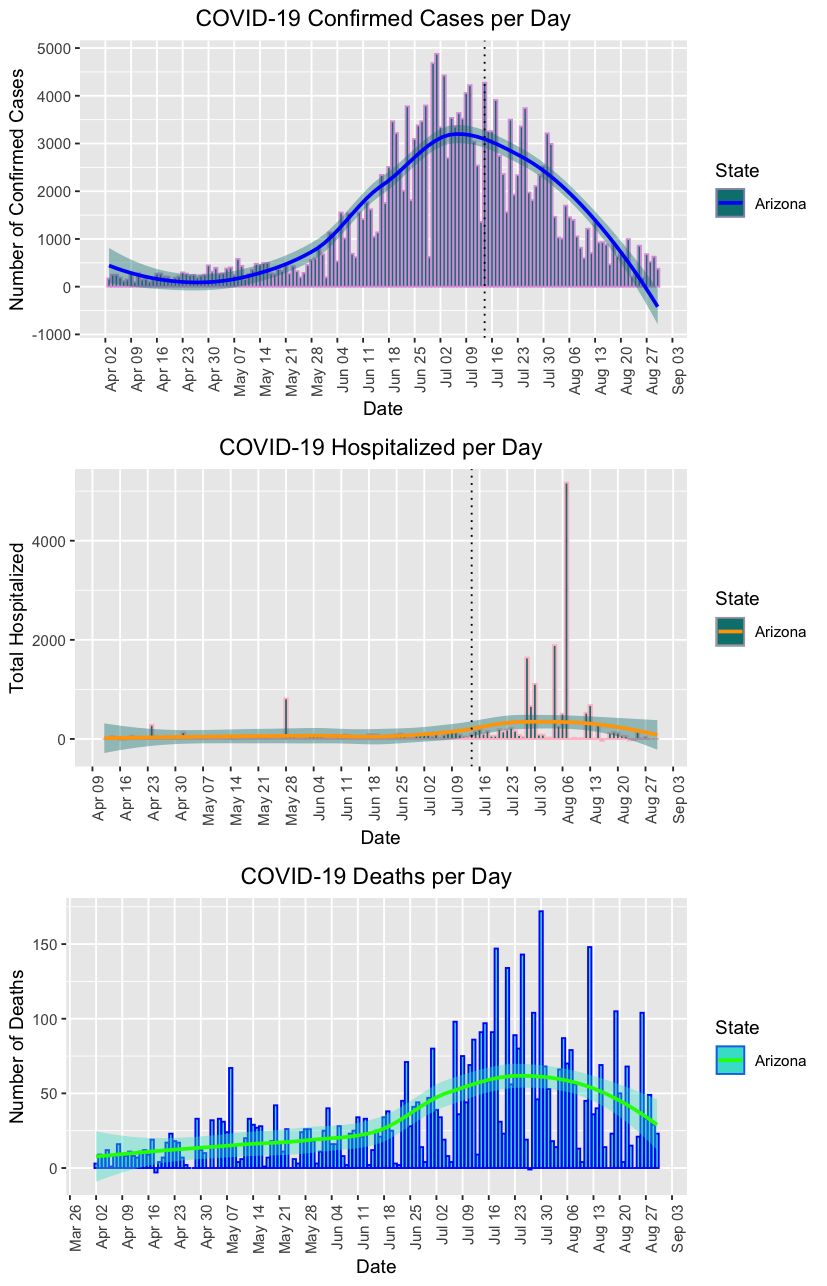 COVID-19 Confirmed Cases per Day
Number of Confirmed Cases
5000
4000
3000
2000
1000
0
-1000
Apr 02
Apr 09
Apr 16
Apr 23
Apr 30
May 07
May 14
May 21
May 28
Jun 04
Jun 11
Jun 18
Jun 25
Jul 02
Jul 09
Jul 16
Jul 23
Jul 30
Aug 06
Aug 13
Aug 20
Aug 27
Sep 03
Date
State
Arizona
COVID-19 Hospitalized per Day
Total Hospitalized
4000
2000
0
Apr 09
Apr 16
Apr 23
Apr 30
May 07
May 14
May 21
May 28
Jun 04
Jun 11
Jun 18
Jun 25
Jul 02
Jul 09
Jul 16
Jul 23
Jul 30
Aug 06
Aug 13
Aug 20
Aug 27
Sep 03
Date
State
Arizona
COVID-19 Deaths per Day
Number of Deaths
150
100
50
0
Mar 26
Apr 02
Apr 09
Apr 16
Apr 23
Apr 30
May 07
May 14
May 21
May 28
Jun 04
Jun 11
Jun 18
Jun 25
Jul 02
Jul 09
Jul 16
Jul 23
Jul 30
Aug 06
Aug 13
Aug 20
Aug 27
Sep 03
Date
State
Arizona